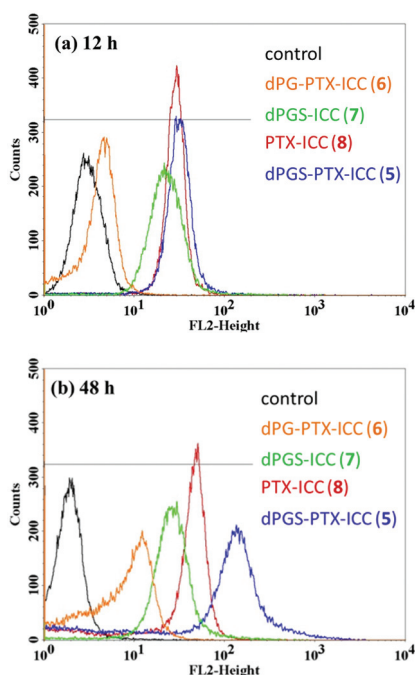 (a) 12 h
control
dPG-PTX-ICC (6)
dPGS-ICC (7)
PTX-ICC (8)
dPGS-PTX-ICC (5)
Counts
500
400
300
200
100
0
10^0 10^1 10^2 10^3 10^4
FL2-Height
(b) 48 h
control
dPG-PTX-ICC (6)
dPGS-ICC (7)
PTX-ICC (8)
dPGS-PTX-ICC (5)
Counts
500
400
300
200
100
0
10^0 10^1 10^2 10^3 10^4
FL2-Height